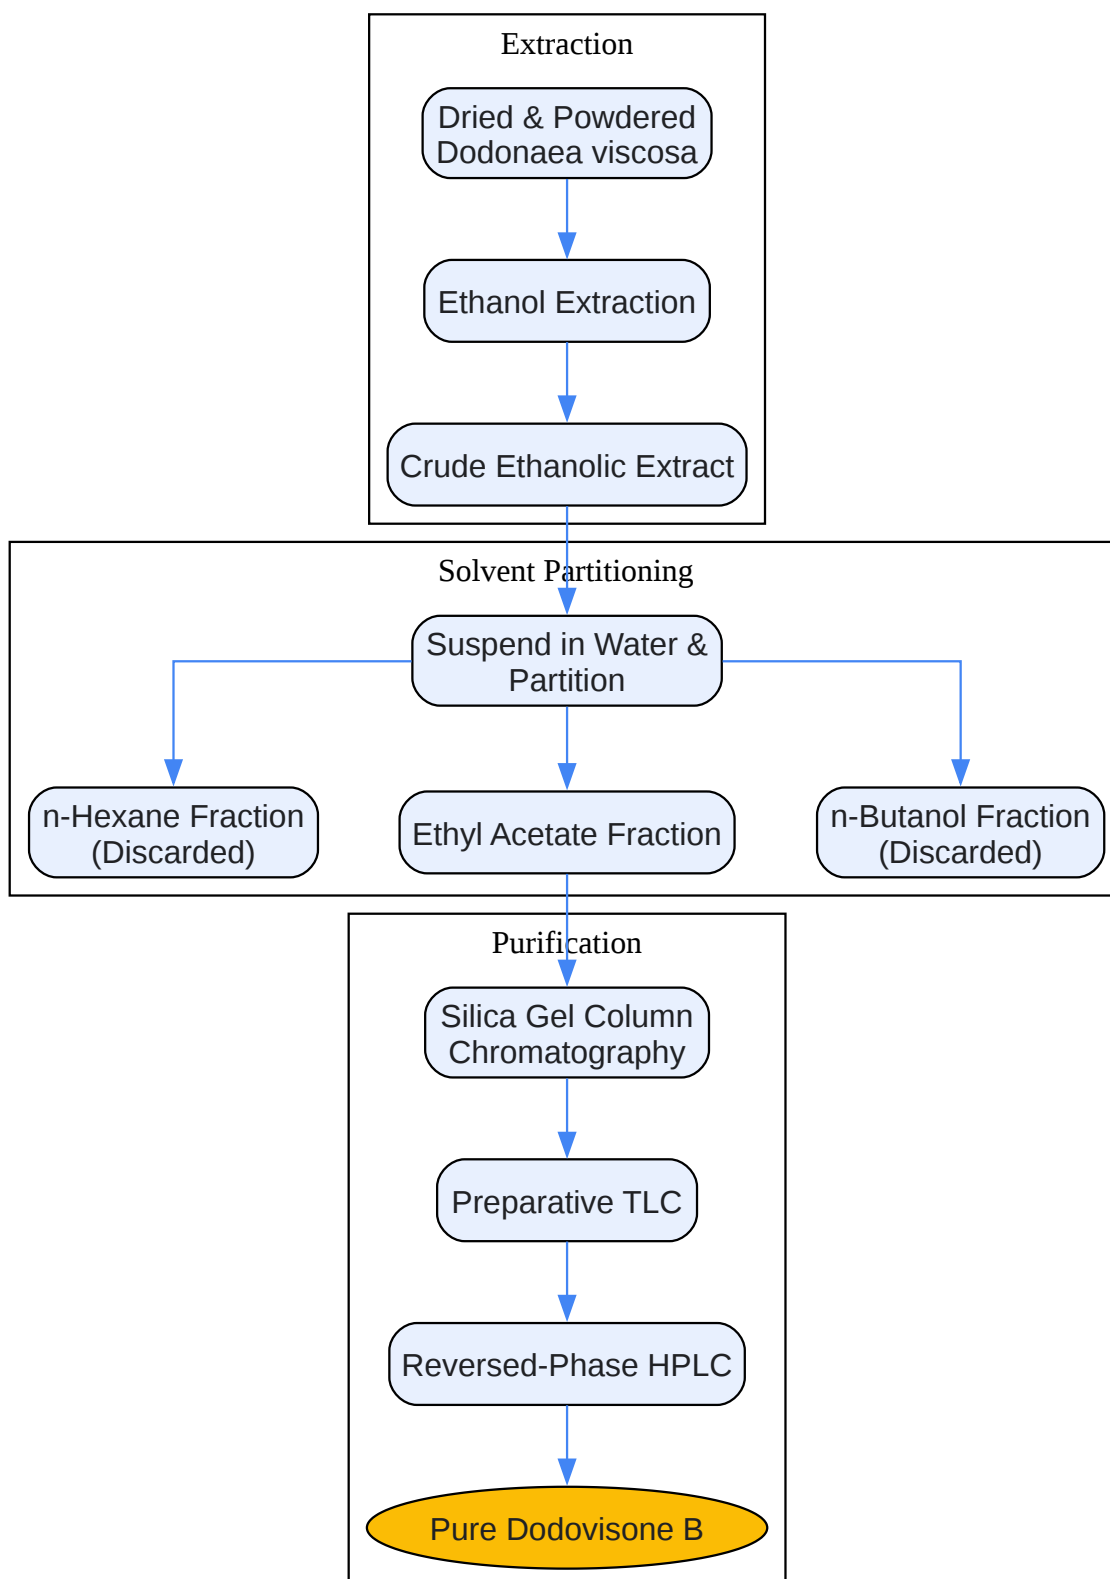 Extraction
Dried & Powdered
Dodonaea viscosa
Ethanol Extraction
Crude Ethanolic Extract
Solvent Partitioning
Suspend in Water &
Partition
n-Hexane Fraction
(Discarded)
Ethyl Acetate Fraction
n-Butanol Fraction
(Discarded)
Purification
Silica Gel Column
Chromatography
Preparative TLC
Reversed-Phase HPLC
Pure Dodovisone B